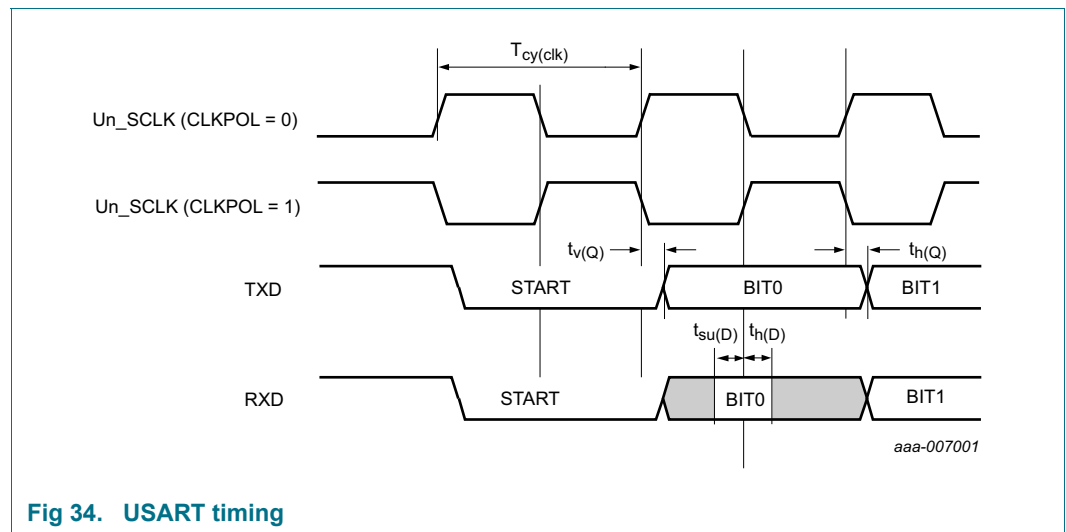 Tcy(clk)
Un_SCLK (CLKPOL = 0)
Un_SCLK (CLKPOL = 1)
tv(Q)
th(Q)
TXD
START
BIT0
BIT1
tsu(D)
th(D)
RXD
START
BIT0
BIT1
aaa-007001
Fig 34. USART timing